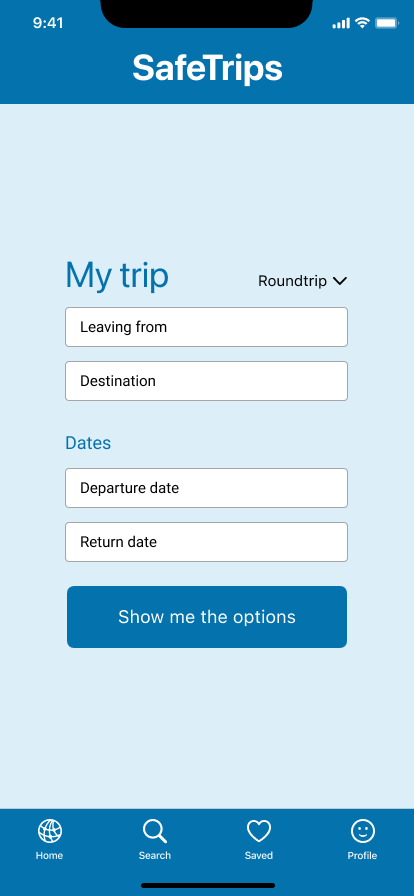 9:41
SafeTrips
My trip
Roundtrip
Leaving from
Destination
Dates
Departure date
Return date
Show me the options
Home Search Saved Profile